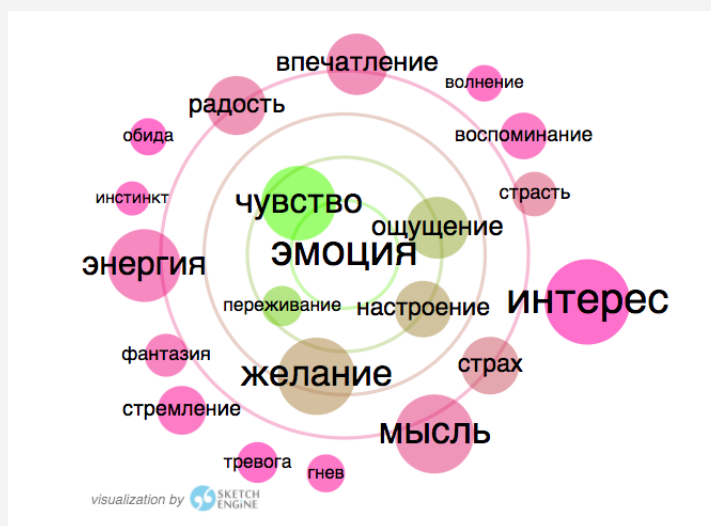 впечатление
волнение
радость
обида
воспоминание
инстинкт
чувство
страсть
ощущение
эмоция
энергия
интерес
переживание
настроение
фантазия
желание
страх
стремление
мысль
тревога
гнев
visualization by SKETCH ENGINE